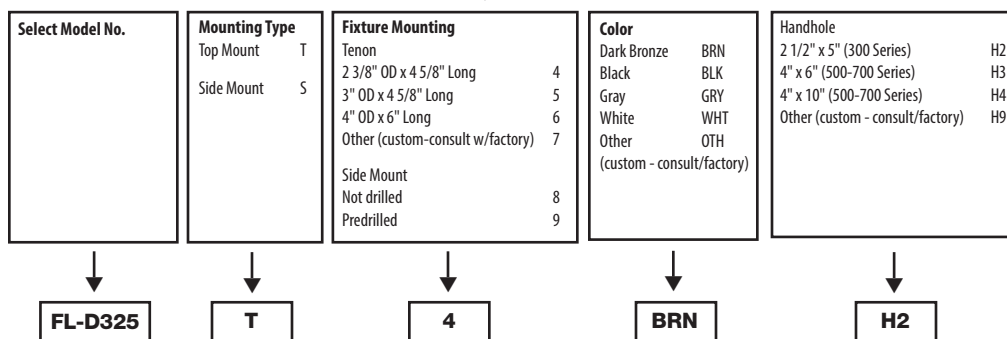 Select Model No.
Mounting Type
Top Mount T
Side Mount S
Fixture Mounting
Tenon
2 3/8" OD x 4 5/8" Long 4
3" OD x 4 5/8" Long 5
4" OD x 6" Long 6
Other (custom-consult w/factory) 7
Side Mount
Not drilled 8
Predrilled 9
Color
Dark Bronze BRN
Black BLK
Gray GRY
White WHT
Other OTH
(custom - consult/factory)
Handhole
2 1/2" x 5" (300 Series) H2
4" x 6" (500-700 Series) H3
4" x 10" (500-700 Series) H4
Other (custom - consult/factory) H9
FL-D325
T
4
BRN
H2